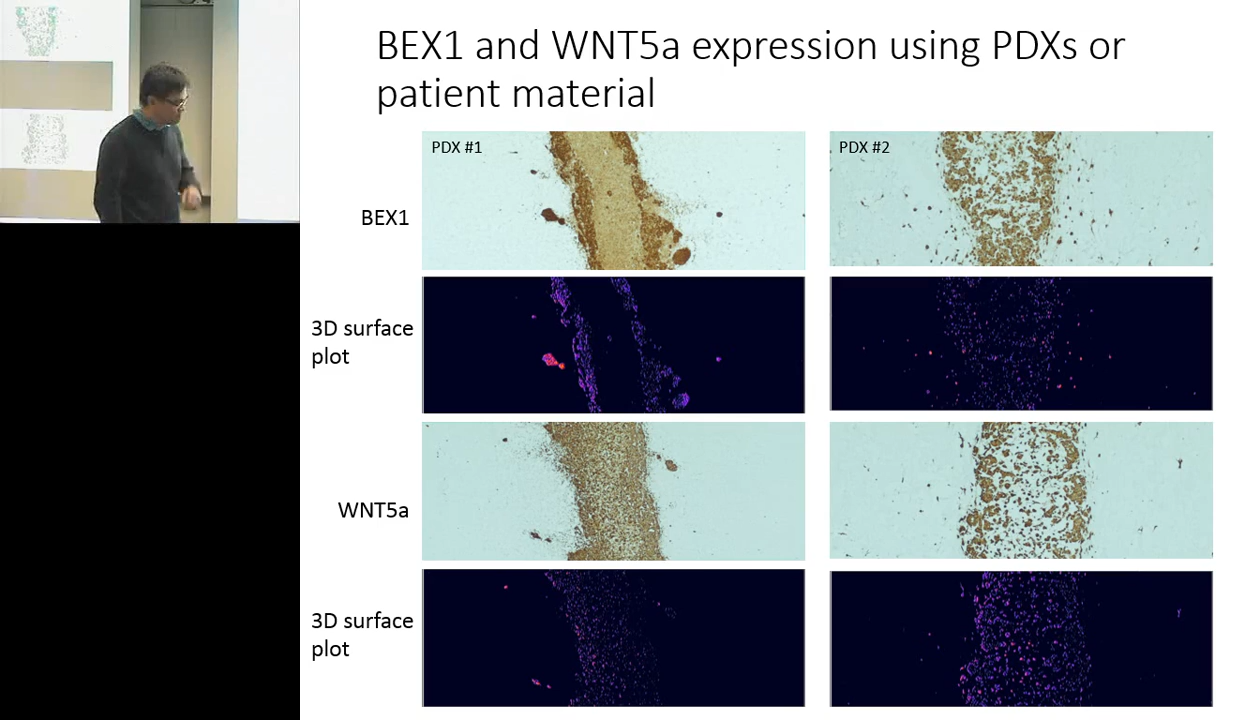 BEX1 and WNT5a expression using PDXs or
patient material
PDX #1
PDX #2
BEX1
3D surface
plot
WNT5a
3D surface
plot